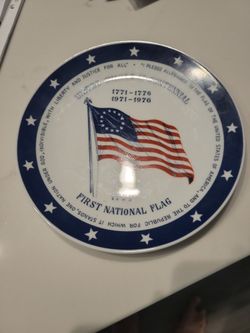 "I PLEDGE ALLEGIANCE TO THE FLAG OF THE UNITED STATES OF AMERICA, AND TO THE REPUBLIC FOR WHICH IT STANDS, ONE NATION UNDER GOD, INDIVISIBLE, WITH LIBERTY AND JUSTICE FOR ALL"
1771-1776
1971-1976
FIRST NATIONAL FLAG